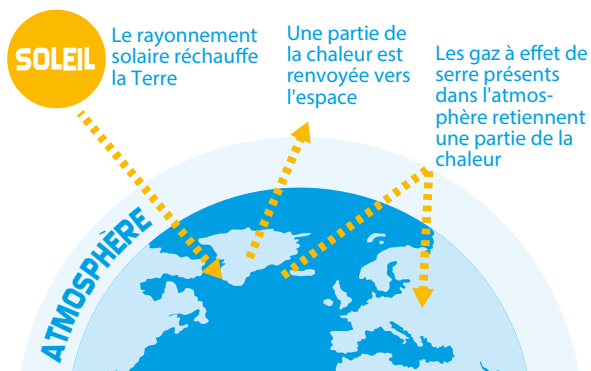 SOLEIL
Le rayonnement
solaire réchauffe
la Terre
Une partie de
la chaleur est
renvoyée vers
l'espace
Les gaz à effet de
serre présents
dans l'atmos-
phère retiennent
une partie de la
chaleur
ATMOSPHÈRE